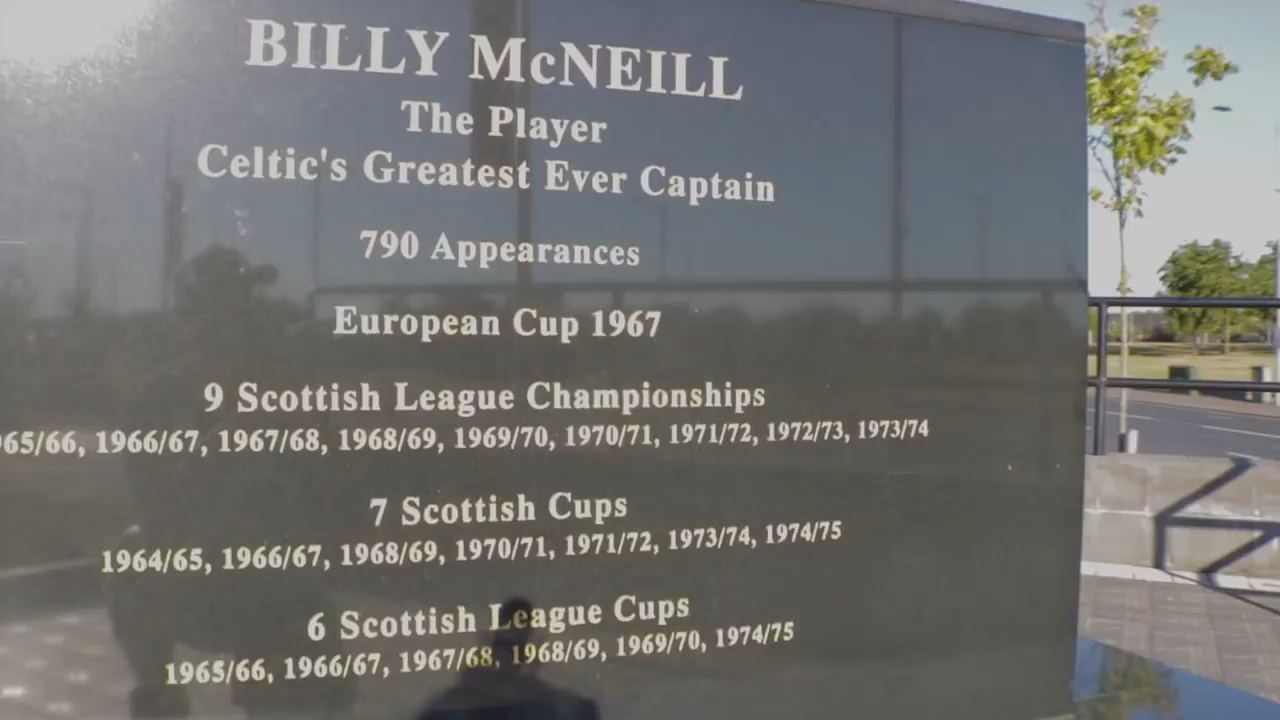 BILLY McNEILL
The Player
Celtic's Greatest Ever Captain
790 Appearances
European Cup 1967
9 Scottish League Championships
65/66, 1966/67, 1967/68, 1968/69, 1969/70, 1970/71, 1971/72, 1972/73, 1973/74
7 Scottish Cups
1964/65, 1966/67, 1968/69, 1970/71, 1971/72, 1973/74, 1974/75
6 Scottish League Cups
1965/66, 1966/67, 1967/68, 1968/69, 1969/70, 1974/75